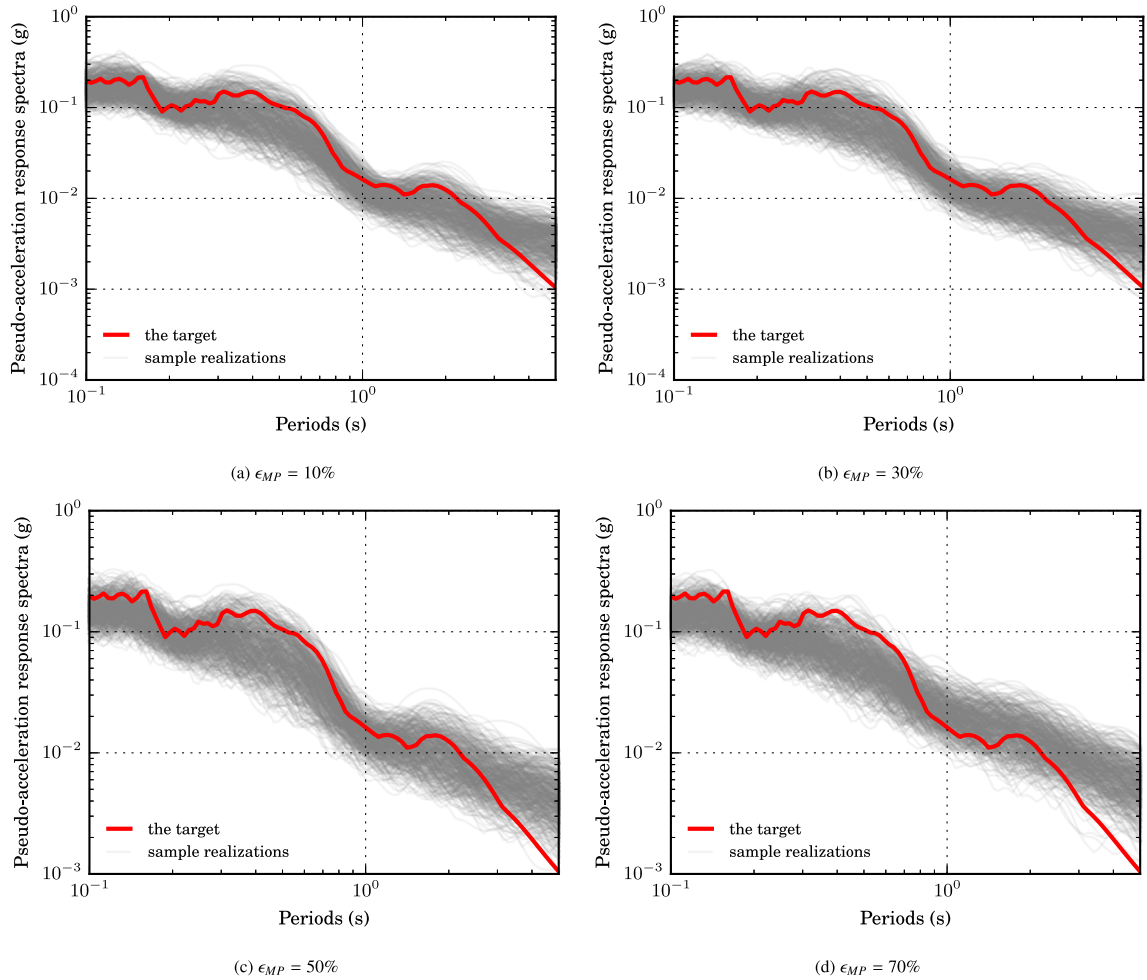 Pseudo-acceleration response spectra (g)
10^0
10^-1
10^-2
10^-3
10^-4
the target
sample realizations
10^-1
10^0
Periods (s)
(a) ϵ_MP = 10%
Pseudo-acceleration response spectra (g)
10^0
10^-1
10^-2
10^-3
10^-4
the target
sample realizations
10^-1
10^0
Periods (s)
(b) ϵ_MP = 30%
Pseudo-acceleration response spectra (g)
10^0
10^-1
10^-2
10^-3
the target
sample realizations
10^-1
10^0
Periods (s)
(c) ϵ_MP = 50%
Pseudo-acceleration response spectra (g)
10^0
10^-1
10^-2
10^-3
the target
sample realizations
10^-1
10^0
Periods (s)
(d) ϵ_MP = 70%